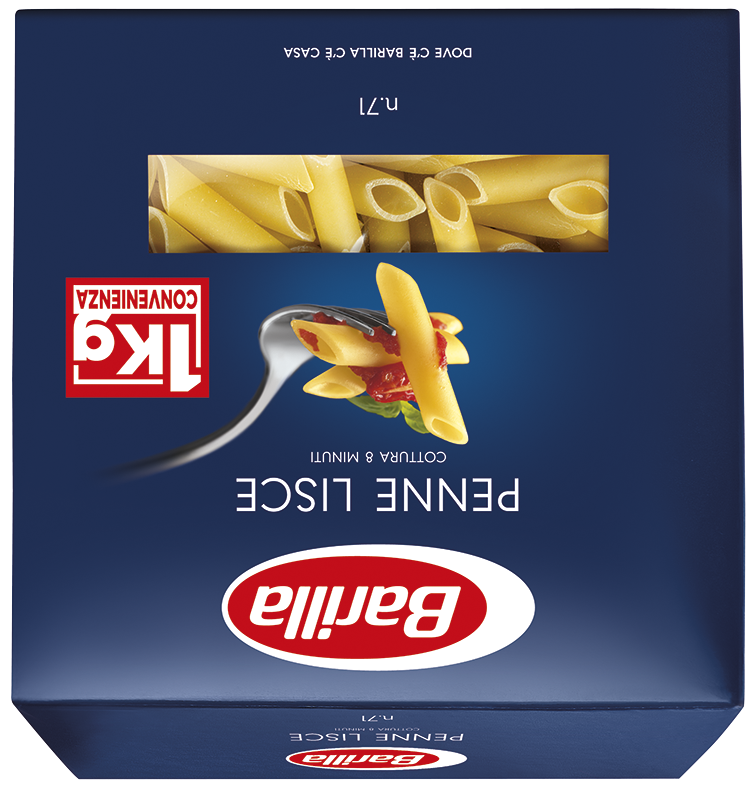 Barilla
PENNE LISCE
COTTURA 8 MINUTI
n.71
Barilla
PENNE LISCE
COTTURA 8 MINUTI
1Kg
CONVENIENZA
n.71
DOVE C'È BARILLA C'È CASA